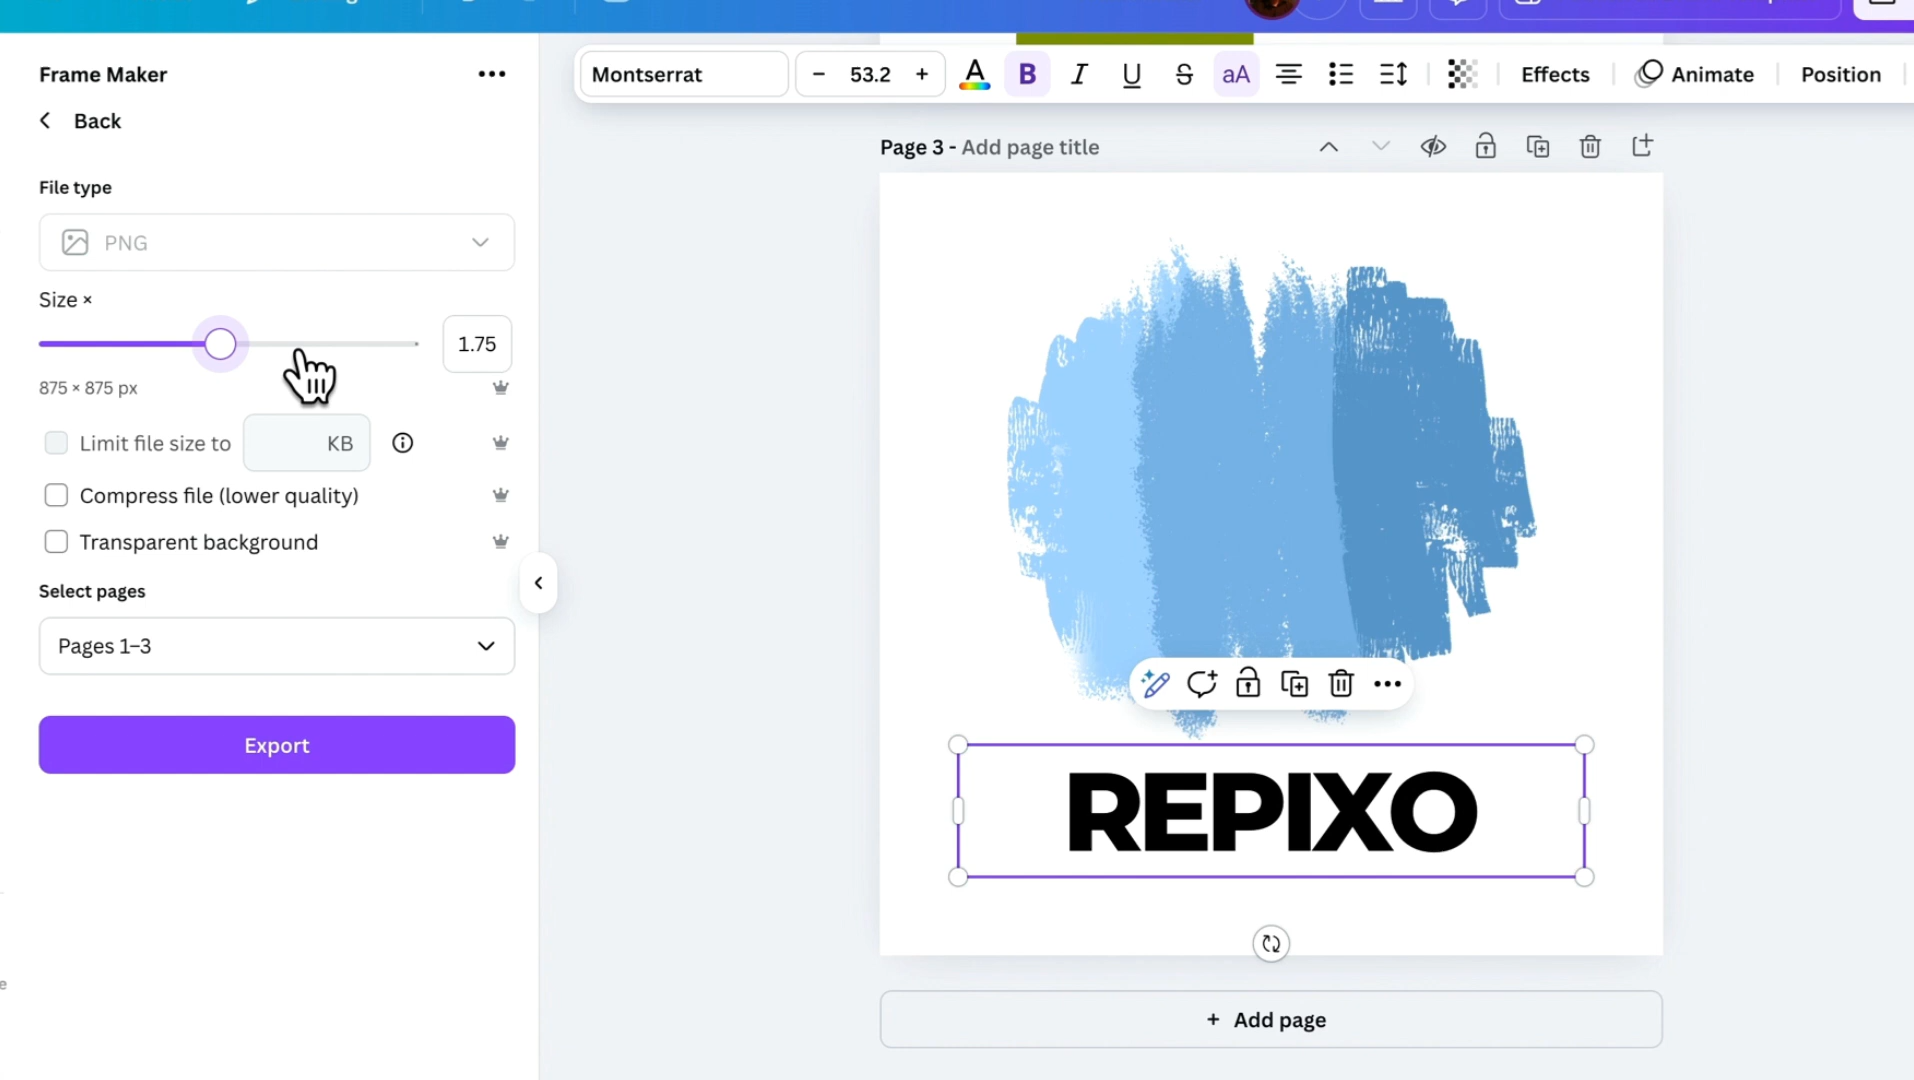 Frame Maker
Back
File type
PNG
Size ×
1.75
875 × 875 px
Limit file size to
KB
Compress file (lower quality)
Transparent background
Select pages
Pages 1–3
Export
Montserrat
− 53.2 +
A B I U S aA
Effects
Animate
Position
Page 3 - Add page title
REPIXO
+ Add page